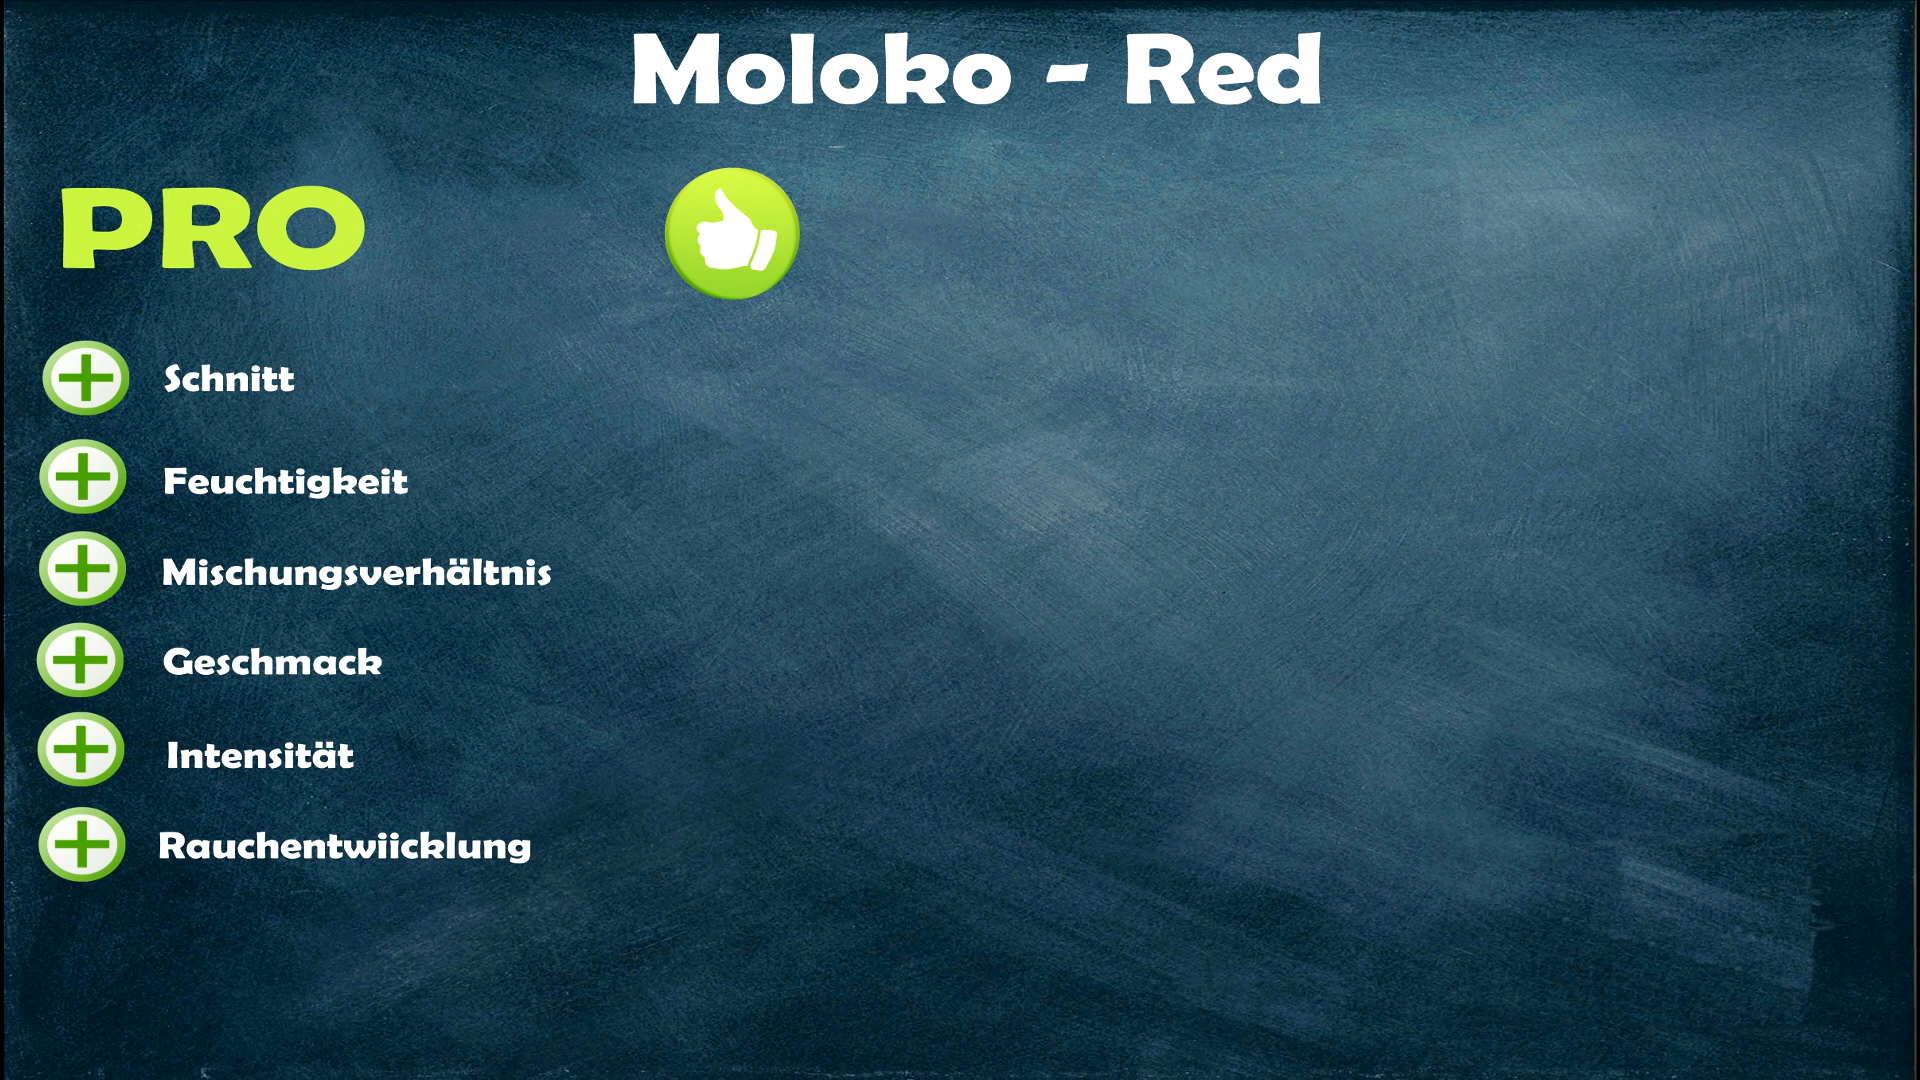 Moloko - Red
PRO
Schnitt
Feuchtigkeit
Mischungsverhältnis
Geschmack
Intensität
Rauchentwiicklung